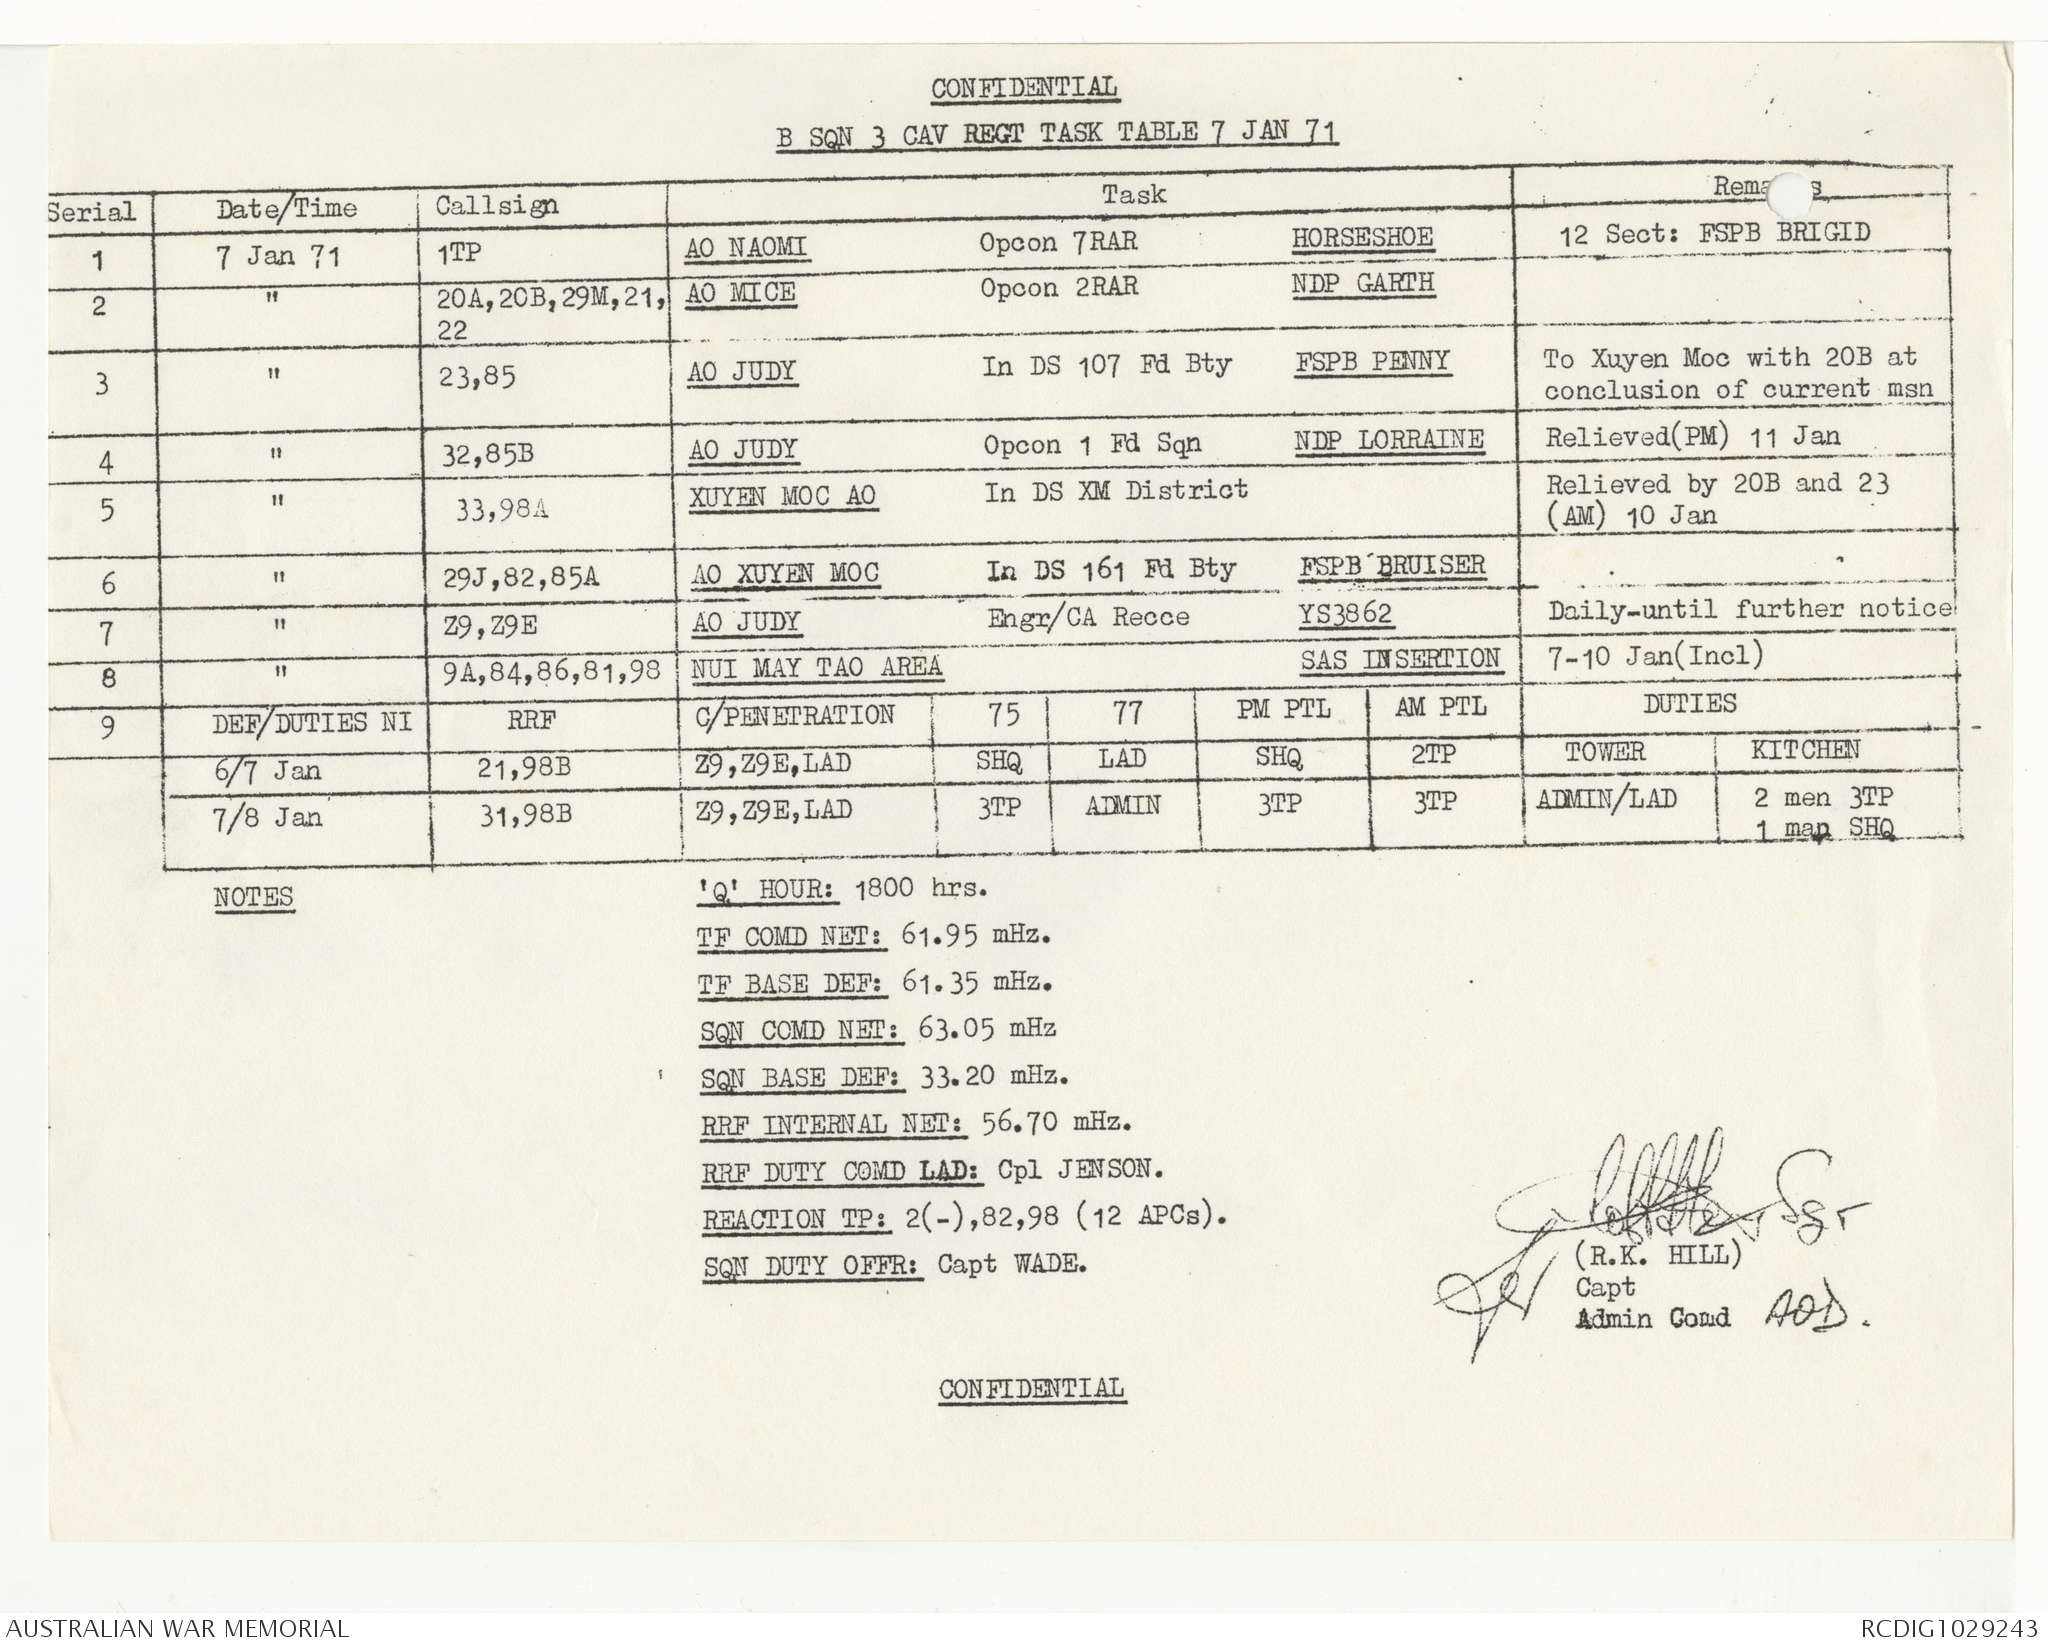 CONFIDENTIAL
B SQN 3 CAV REGT TASK TABLE 7 JAN 71
Serial Date/Time Callsign Task Rema s
1 7 Jan 71 1TP AO NAOMI Opcon 7RAR HORSESHOE 12 Sect: FSPB BRIGID
2 " 20A,20B,29M,21, AO MICE Opcon 2RAR NDP GARTH
22
3 " 23,85 AO JUDY In DS 107 Fd Bty FSPB PENNY To Xuyen Moc with 20B at
conclusion of current msn
4 " 32,85B AO JUDY Opcon 1 Fd Sqn NDP LORRAINE Relieved(PM) 11 Jan
5 " 33,98A XUYEN MOC AO In DS XM District Relieved by 20B and 23
(AM) 10 Jan
6 " 29J,82,85A AO XUYEN MOC In DS 161 Fd Bty FSPB BRUISER
7 " Z9,Z9E AO JUDY Engr/CA Recce YS3862 Daily-until further notice
8 " 9A,84,86,81,98 NUI MAY TAO AREA SAS INSERTION 7-10 Jan(Incl)
9 DEF/DUTIES NI RRF C/PENETRATION 75 77 PM PTL AM PTL DUTIES
6/7 Jan 21,98B Z9,Z9E,LAD SHQ LAD SHQ 2TP TOWER KITCHEN
7/8 Jan 31,98B Z9,Z9E,LAD 3TP ADMIN 3TP 3TP ADMIN/LAD 2 men 3TP
1 man SHQ
NOTES 'Q' HOUR: 1800 hrs.
TF COMD NET: 61.95 mHz.
TF BASE DEF: 61.35 mHz.
SQN COMD NET: 63.05 mHz
SQN BASE DEF: 33.20 mHz.
RRF INTERNAL NET: 56.70 mHz.
RRF DUTY COMD LAD: Cpl JENSON.
REACTION TP: 2(-),82,98 (12 APCs).
SQN DUTY OFFR: Capt WADE.
Sgr
(R.K. HILL)
for Capt
Admin Comd AOD.
CONFIDENTIAL
AUSTRALIAN WAR MEMORIAL RCDIG1029243